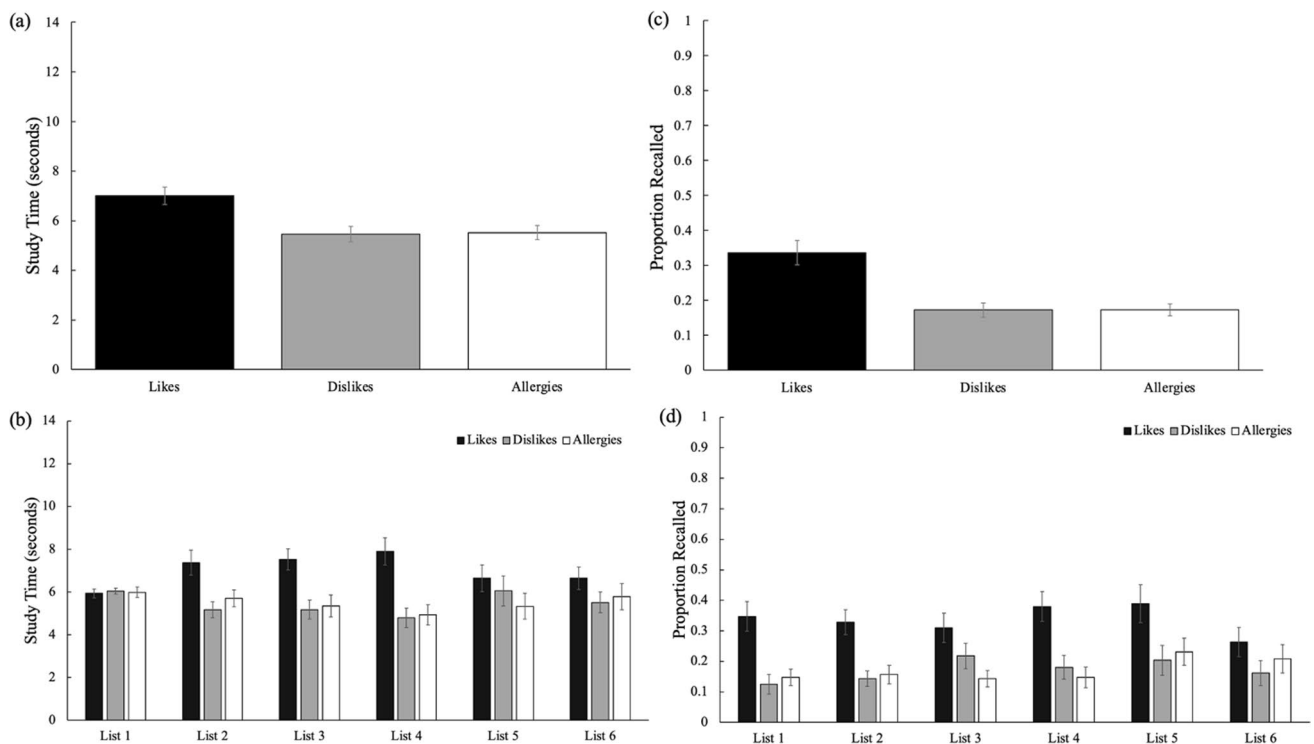 (a)
14
12
10
8
6
4
2
0
Study Time (seconds)
Likes Dislikes Allergies
(c)
1
0.9
0.8
0.7
0.6
0.5
0.4
0.3
0.2
0.1
0
Proportion Recalled
Likes Dislikes Allergies
(b)
14
12
10
8
6
4
2
0
Study Time (seconds)
Likes Dislikes Allergies
List 1 List 2 List 3 List 4 List 5 List 6
(d)
1
0.9
0.8
0.7
0.6
0.5
0.4
0.3
0.2
0.1
0
Proportion Recalled
Likes Dislikes Allergies
List 1 List 2 List 3 List 4 List 5 List 6